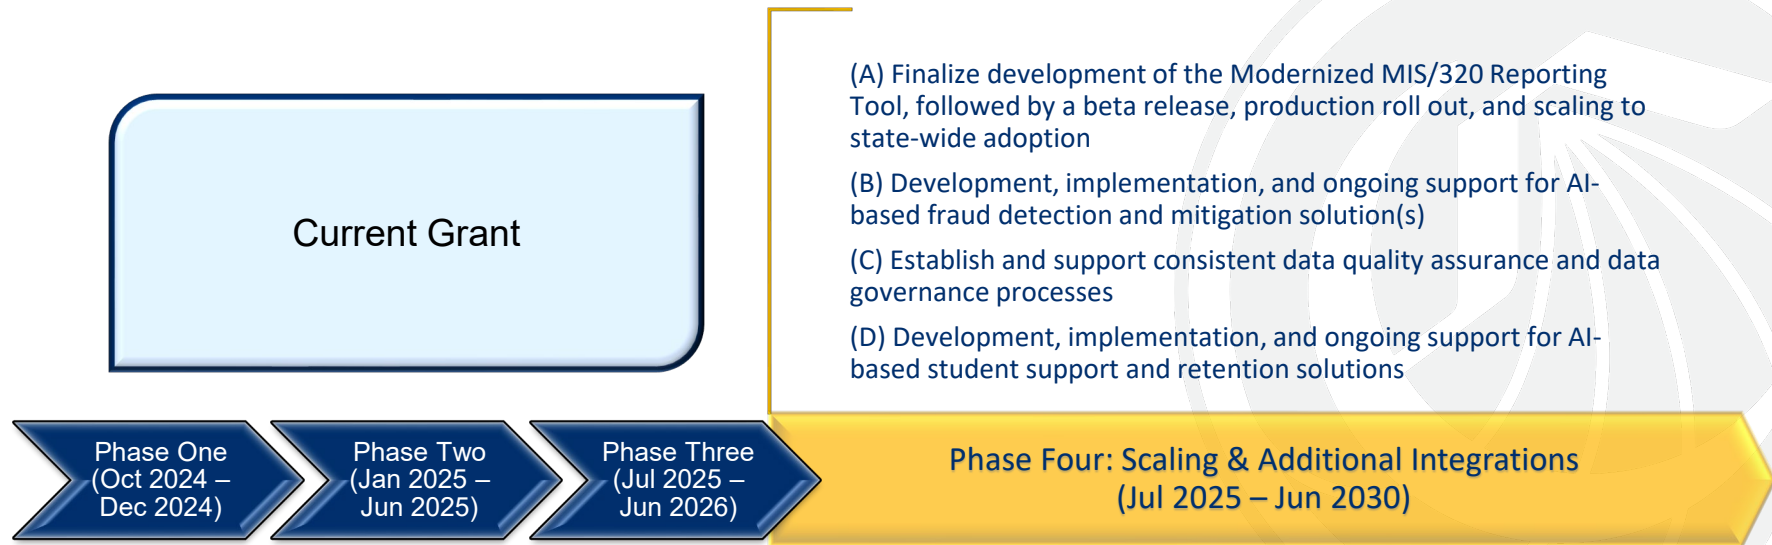 Current Grant
(A) Finalize development of the Modernized MIS/320 Reporting
Tool, followed by a beta release, production roll out, and scaling to
state-wide adoption
(B) Development, implementation, and ongoing support for AI-
based fraud detection and mitigation solution(s)
(C) Establish and support consistent data quality assurance and data
governance processes
(D) Development, implementation, and ongoing support for AI-
based student support and retention solutions
Phase One
(Oct 2024 –
Dec 2024)
Phase Two
(Jan 2025 –
Jun 2025)
Phase Three
(Jul 2025 –
Jun 2026)
Phase Four: Scaling & Additional Integrations
(Jul 2025 – Jun 2030)